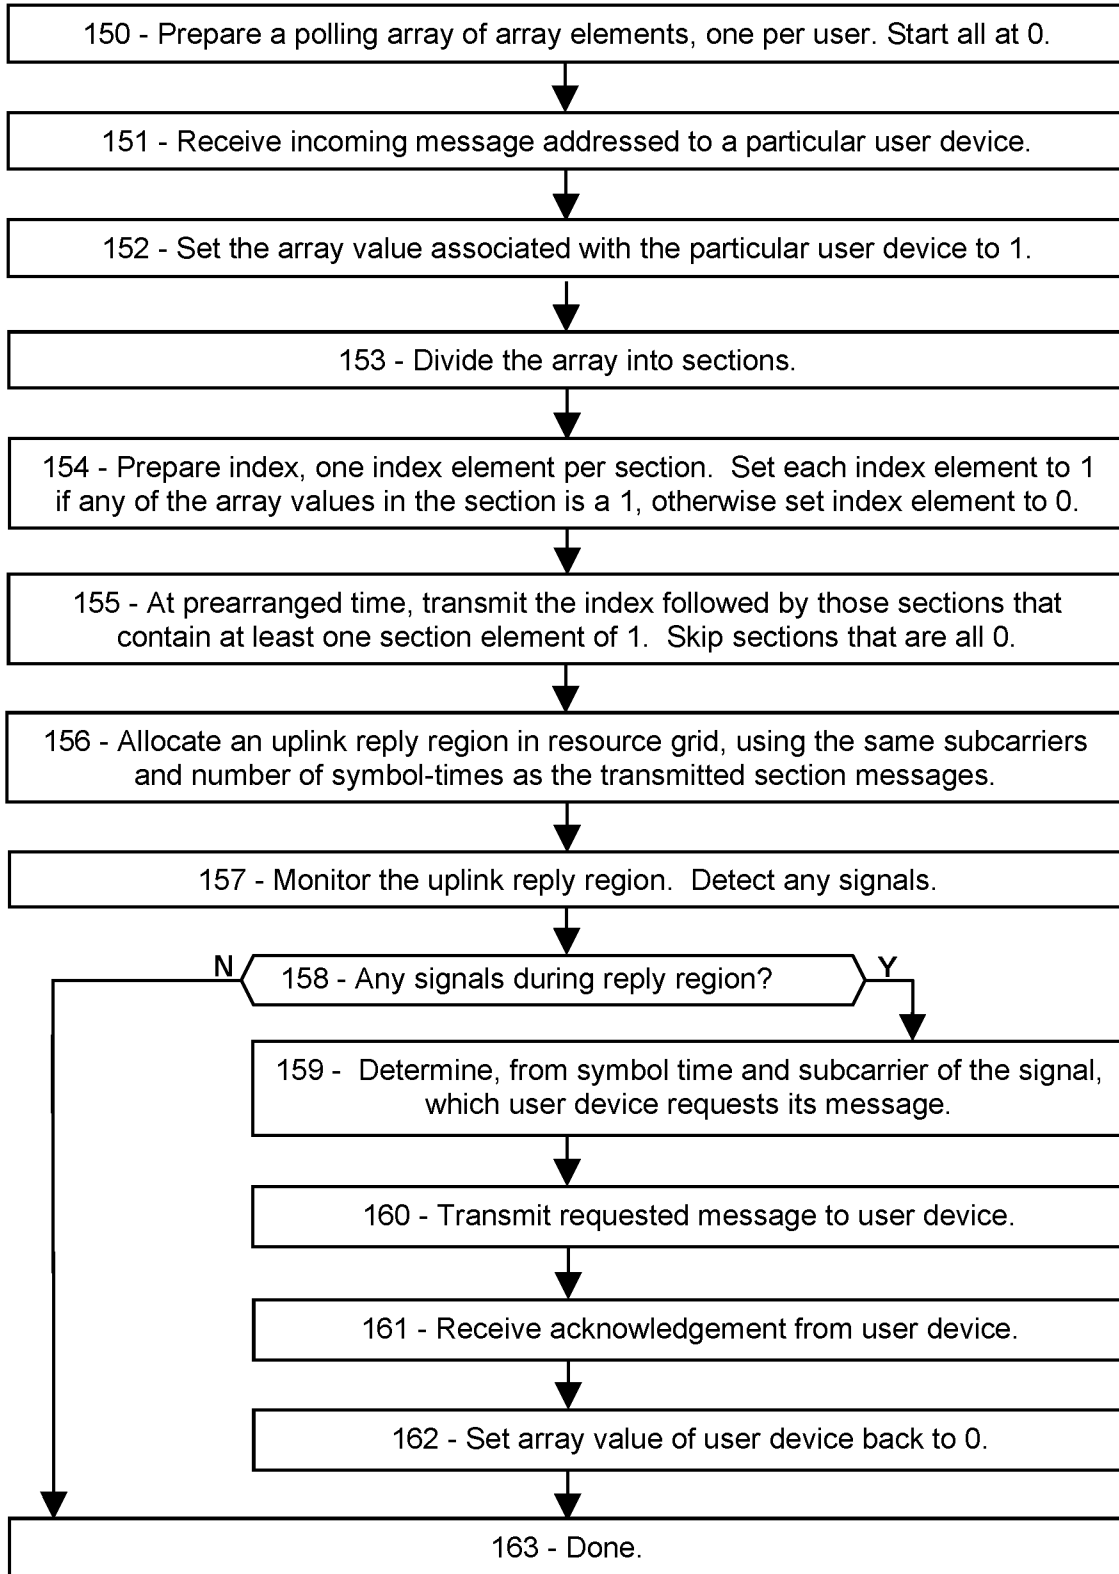 150 - Prepare a polling array of array elements, one per user. Start all at 0.
151 - Receive incoming message addressed to a particular user device.
152 - Set the array value associated with the particular user device to 1.
153 - Divide the array into sections.
154 - Prepare index, one index element per section. Set each index element to 1
if any of the array values in the section is a 1, otherwise set index element to 0.
155 - At prearranged time, transmit the index followed by those sections that
contain at least one section element of 1. Skip sections that are all 0.
156 - Allocate an uplink reply region in resource grid, using the same subcarriers
and number of symbol-times as the transmitted section messages.
157 - Monitor the uplink reply region. Detect any signals.
N
158 - Any signals during reply region?
Y
159 - Determine, from symbol time and subcarrier of the signal,
which user device requests its message.
160 - Transmit requested message to user device.
161 - Receive acknowledgement from user device.
162 - Set array value of user device back to 0.
163 - Done.